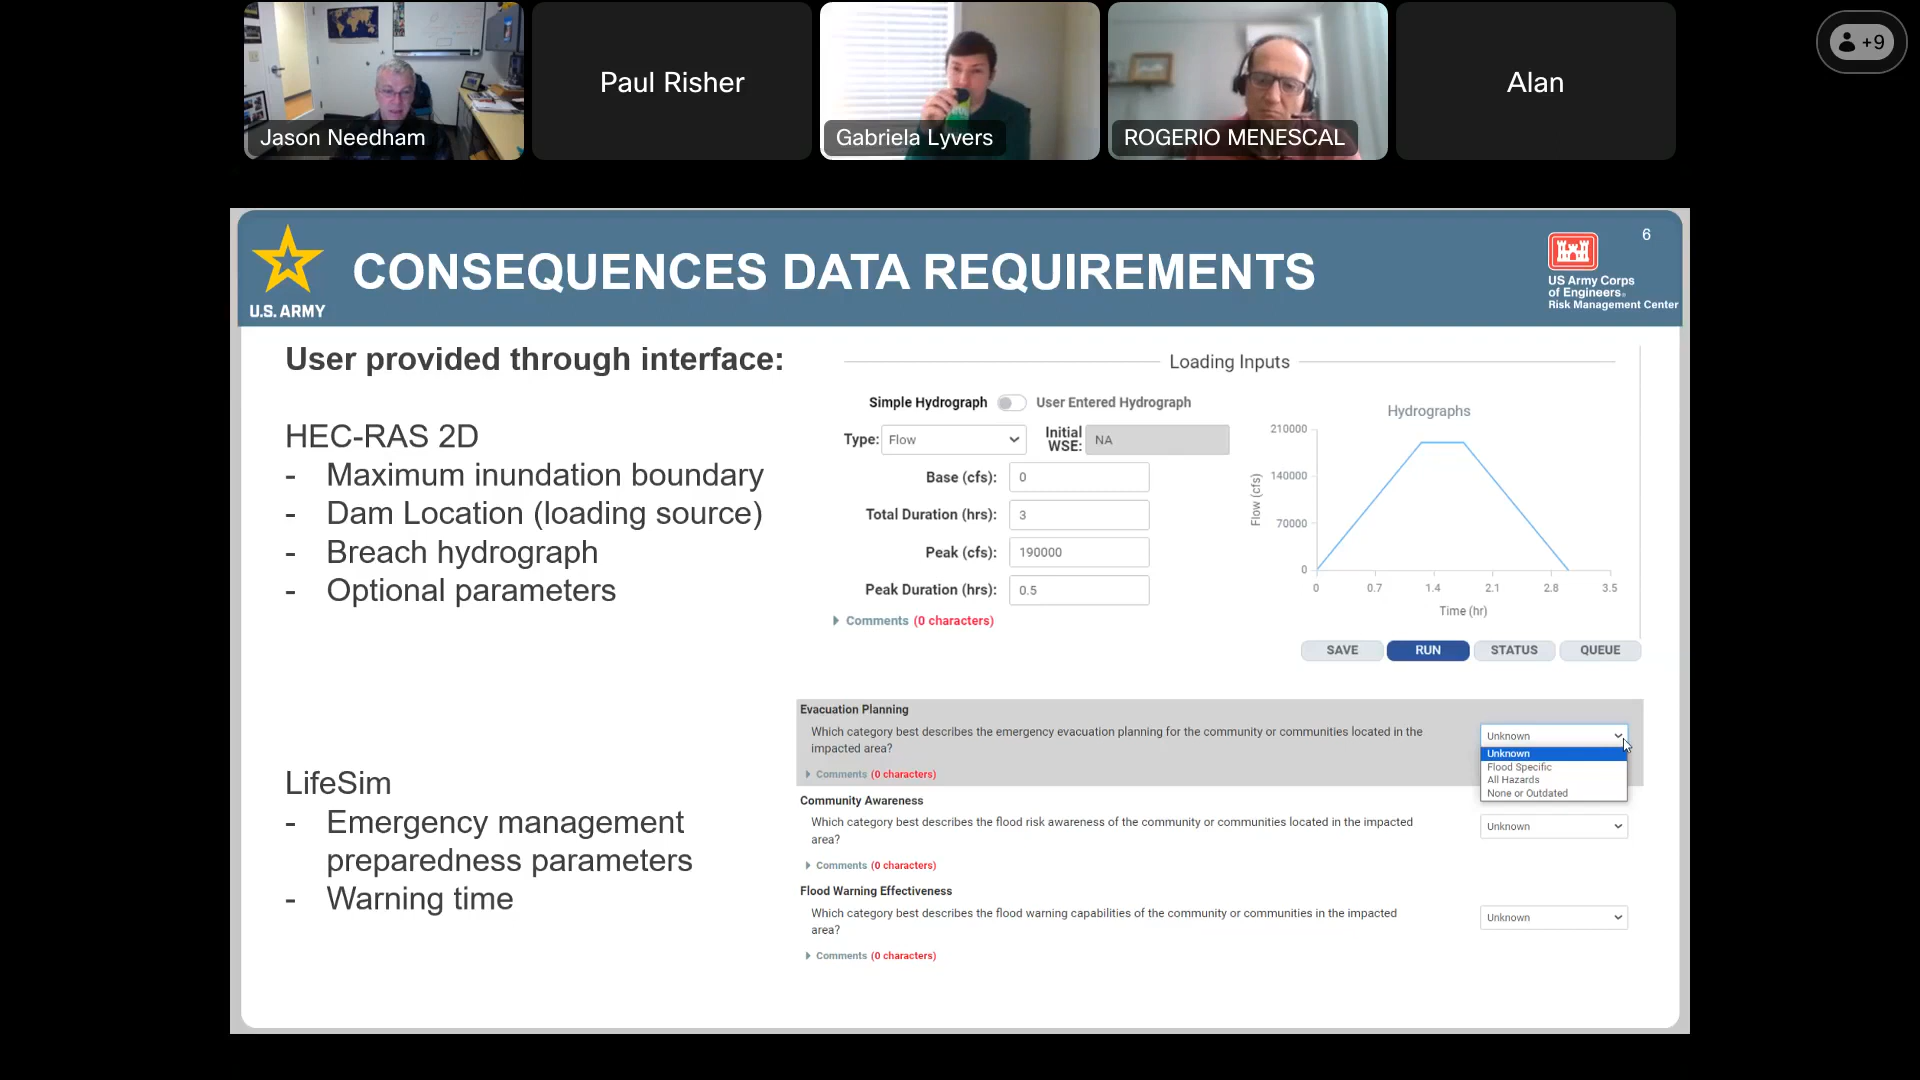 Jason Needham
Paul Risher
Gabriela Lyvers
ROGERIO MENESCAL
Alan
+9
6
U.S. ARMY
CONSEQUENCES DATA REQUIREMENTS
US Army Corps
of Engineers®
Risk Management Center
User provided through interface:
HEC-RAS 2D
- Maximum inundation boundary
- Dam Location (loading source)
- Breach hydrograph
- Optional parameters
LifeSim
- Emergency management
preparedness parameters
- Warning time
Loading Inputs
Simple Hydrograph User Entered Hydrograph
Type: Flow Initial WSE: NA
Base (cfs): 0
Total Duration (hrs): 3
Peak (cfs): 190000
Peak Duration (hrs): 0.5
Comments (0 characters)
Hydrographs
210000
140000
70000
0
Flow (cfs)
0 0.7 1.4 2.1 2.8 3.5
Time (hr)
SAVE RUN STATUS QUEUE
Evacuation Planning
Which category best describes the emergency evacuation planning for the community or communities located in the
impacted area?
Comments (0 characters)
Unknown
Unknown
Flood Specific
All Hazards
None or Outdated
Community Awareness
Which category best describes the flood risk awareness of the community or communities located in the impacted
area?
Unknown
Comments (0 characters)
Flood Warning Effectiveness
Which category best describes the flood warning capabilities of the community or communities in the impacted
area?
Unknown
Comments (0 characters)